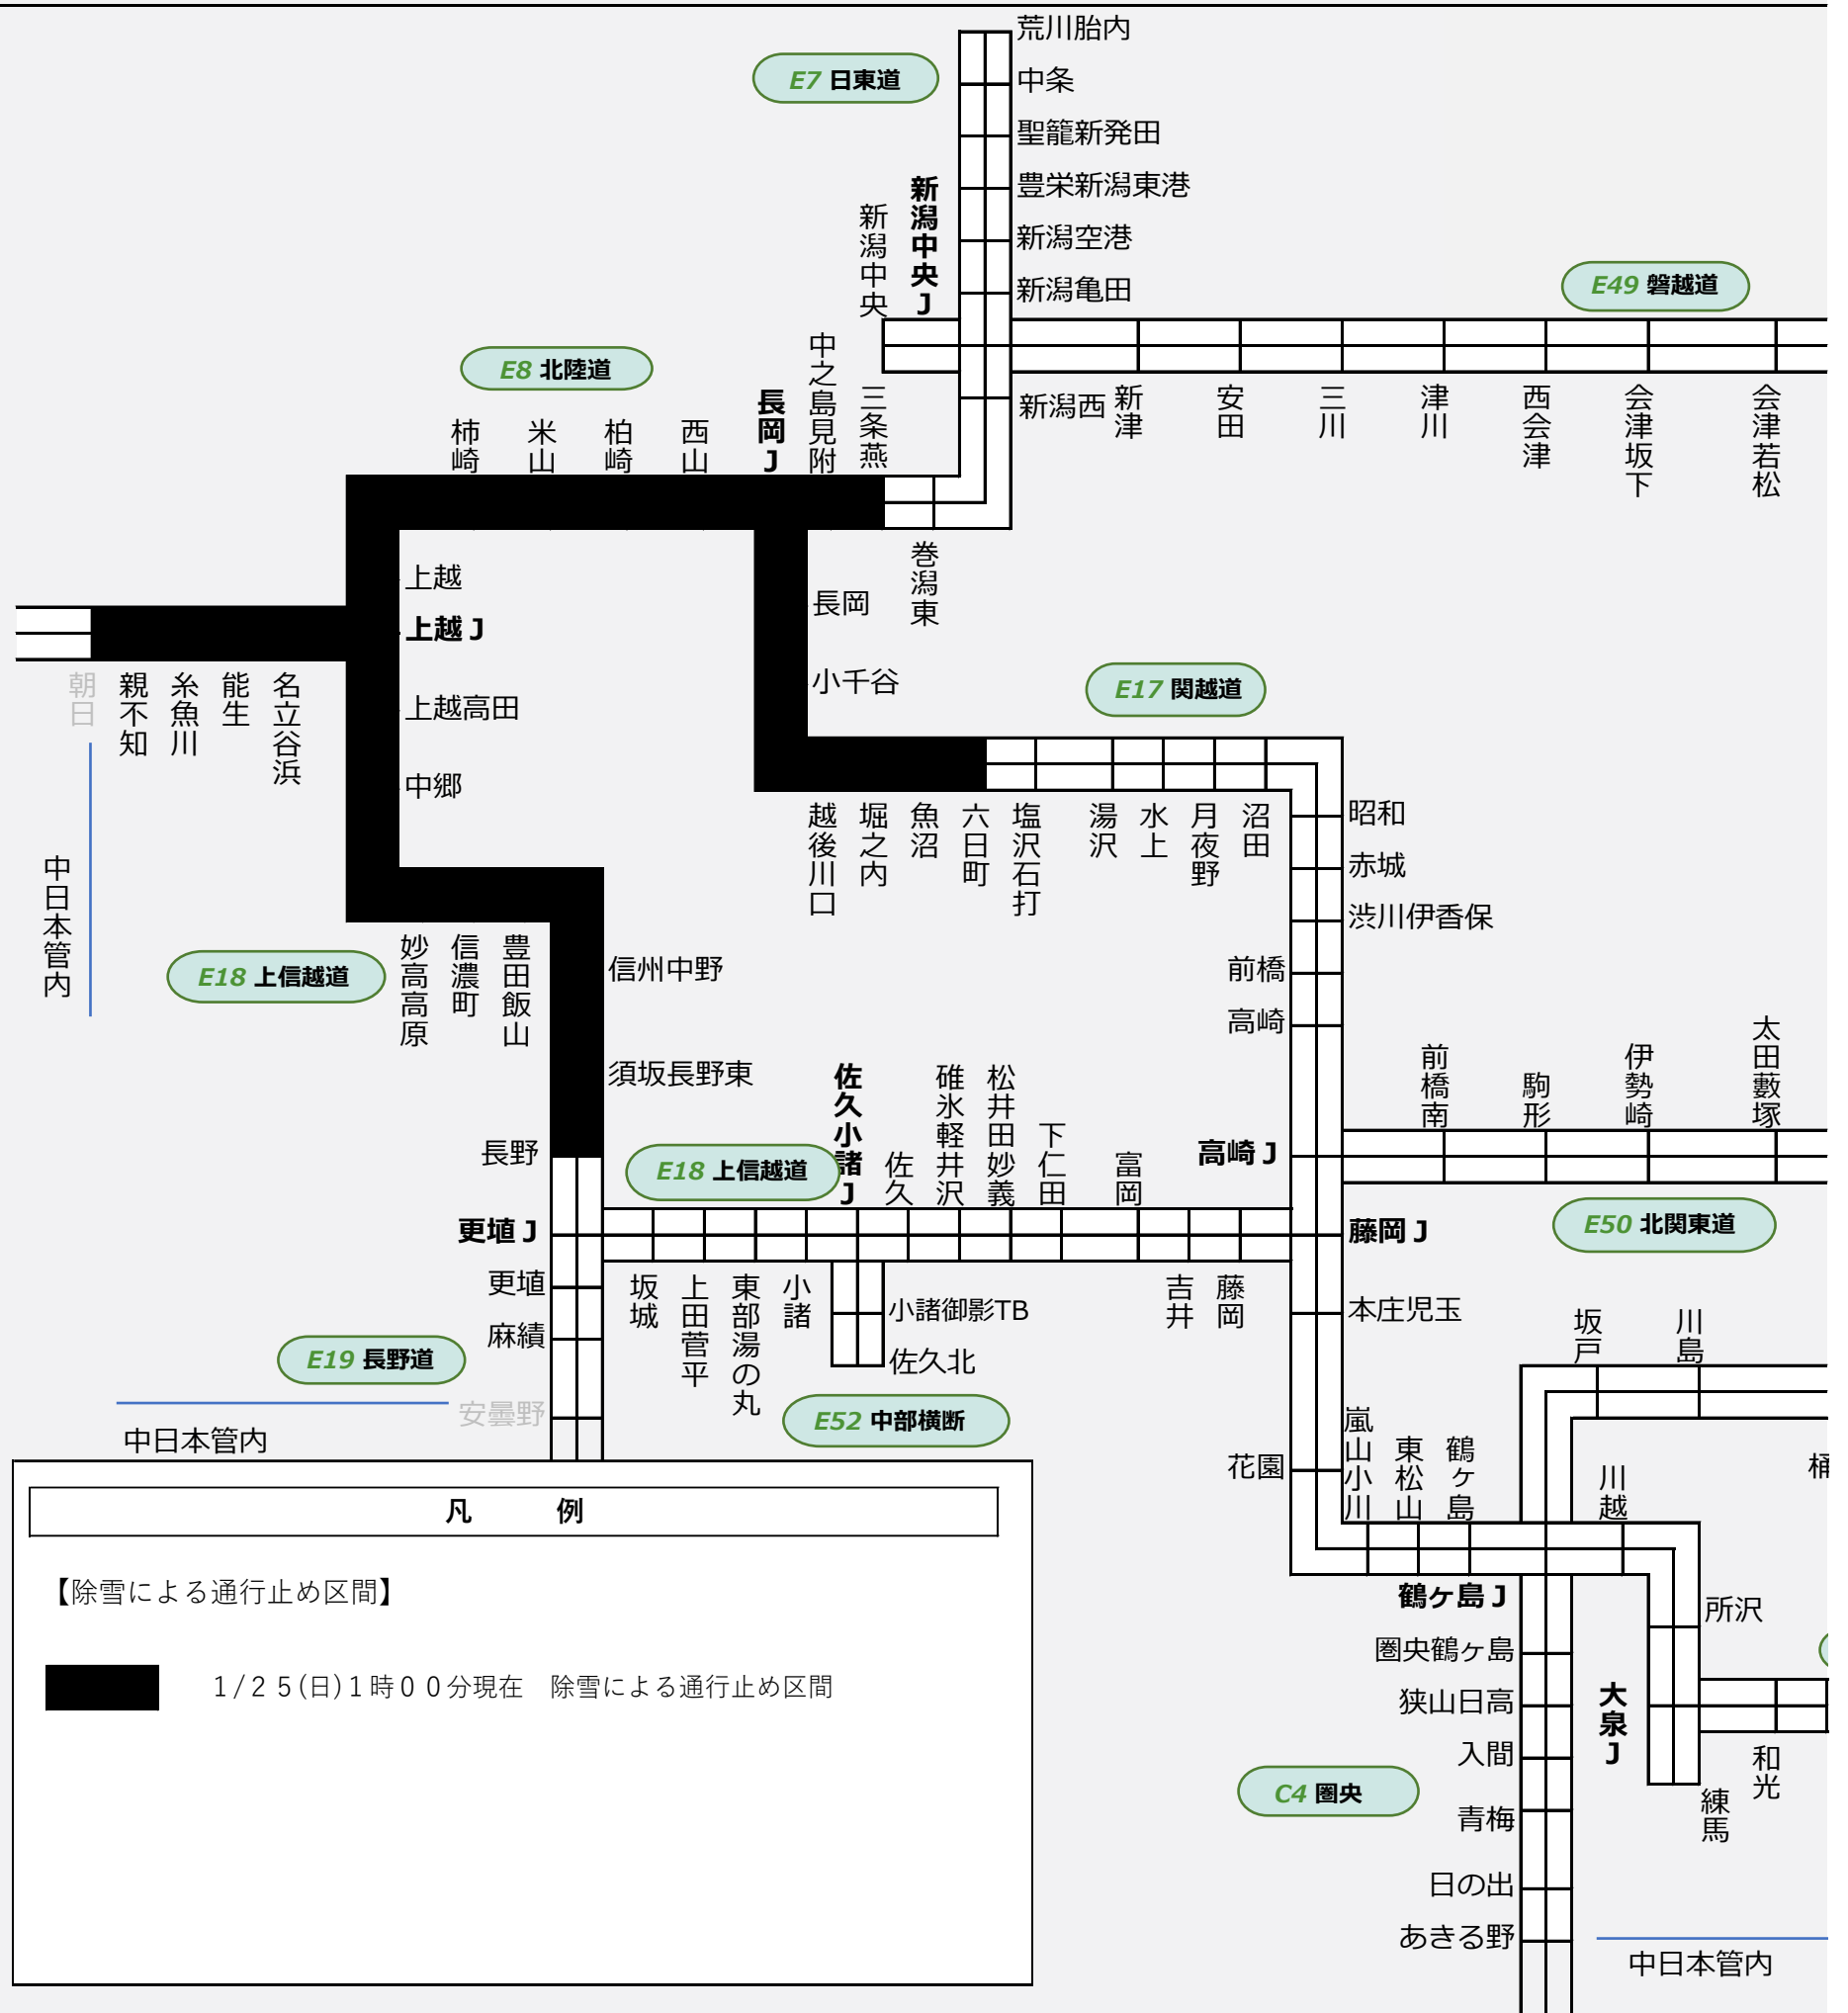 荒川胎内
E7 日東道
中条
聖籠新発田
豊栄新潟東港
新潟中央J
新潟中央
新潟空港
新潟亀田
E49 磐越道
E8 北陸道
柿崎
米山
柏崎
西山
長岡J
中之島見附
三条燕
新潟西
新津
安田
三川
津川
西会津
会津坂下
会津若松
巻潟東
上越
上越J
長岡
小千谷
朝日
親不知
糸魚川
能生
名立谷浜
上越高田
中郷
E17 関越道
越後川口
堀之内
魚沼
六日町
塩沢石打
湯沢
水上
月夜野
沼田
昭和
赤城
渋川伊香保
中日本管内
E18 上信越道
妙高高原
信濃町
豊田飯山
信州中野
前橋
高崎
須坂長野東
長野
E18 上信越道
佐久小諸J
佐久
碓氷軽井沢
松井田妙義
下仁田
富岡
高崎J
前橋南
駒形
伊勢崎
太田藪塚
更埴J
藤岡J
E50 北関東道
更埴
麻績
E19 長野道
坂城
上田菅平
東部湯の丸
小諸
小諸御影TB
佐久北
吉井
藤岡
本庄児玉
坂戸
川島
安曇野
中日本管内
E52 中部横断
花園
嵐山小川
東松山
鶴ヶ島
川越
桶
凡 例
【除雪による通行止め区間】
1/25(日)1時00分現在 除雪による通行止め区間
鶴ヶ島J
所沢
圏央鶴ヶ島
狭山日高
大泉J
入間
和光
C4 圏央
練馬
青梅
日の出
あきる野
中日本管内